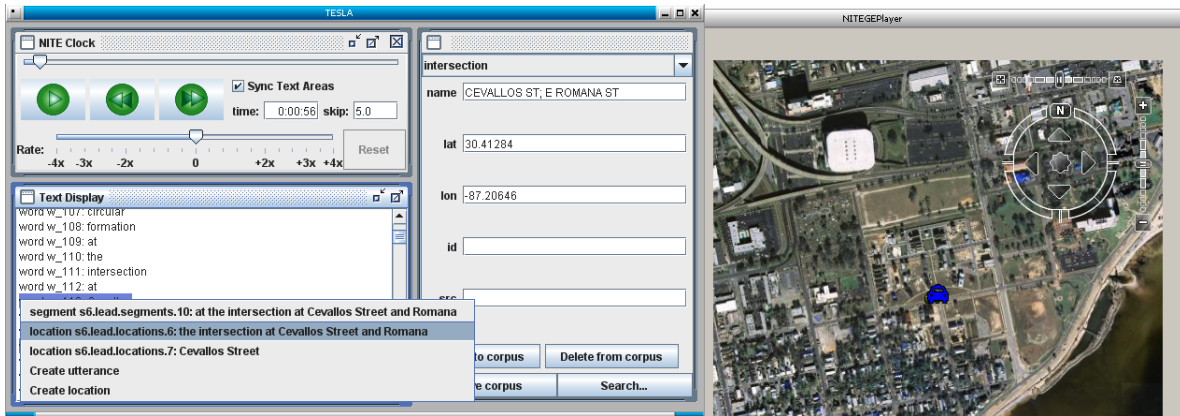 TESLA
NITEGEPlayer
NITE Clock
Sync Text Areas
time: 0:00:56 skip: 5.0
Rate:
-4x -3x -2x 0 +2x +3x +4x
Reset
Text Display
word w_107: circular
word w_108: formation
word w_109: at
word w_110: the
word w_111: intersection
word w_112: at
segment s6.lead.segments.10: at the intersection at Cevallos Street and Romana
location s6.lead.locations.6: the intersection at Cevallos Street and Romana
location s6.lead.locations.7: Cevallos Street
Create utterance
Create location
intersection
name CEVALLOS ST; E ROMANA ST
lat 30.41284
lon -87.20646
id
src
to corpus
Delete from corpus
corpus
Search...
N